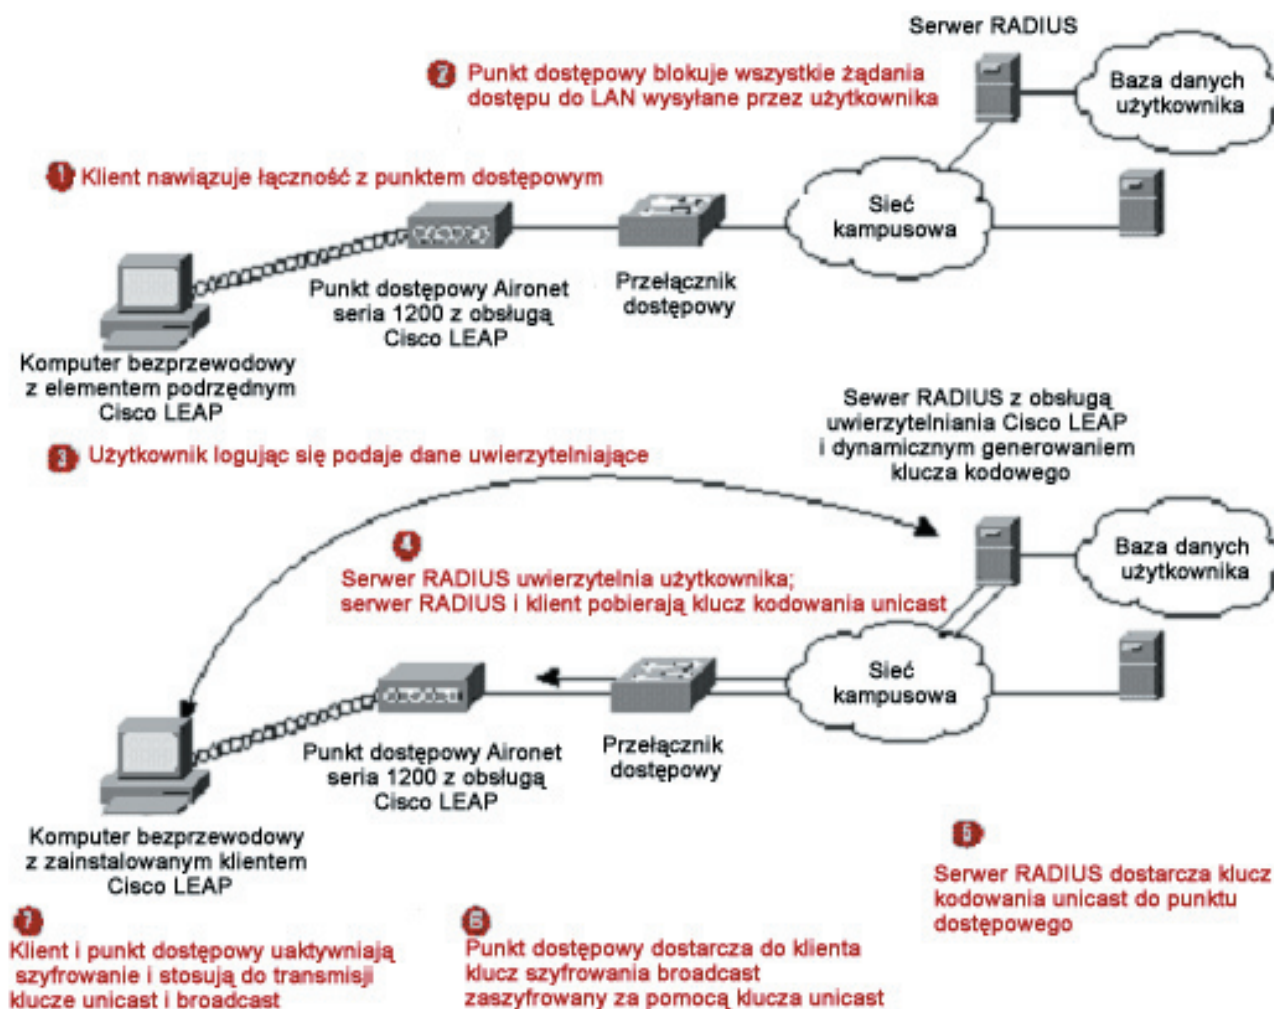 Serwer RADIUS
2 Punkt dostępowy blokuje wszystkie żądania
dostępu do LAN wysyłane przez użytkownika
Baza danych
użytkownika
1 Klient nawiązuje łączność z punktem dostępowym
Sieć
kampusowa
Punkt dostępowy Aironet
seria 1200 z obsługą
Cisco LEAP
Przełącznik
dostępowy
Komputer bezprzewodowy
z elementem podrzędnym
Cisco LEAP
Sewer RADIUS z obsługą
uwierzytelniania Cisco LEAP
i dynamicznym generowaniem
klucza kodowego
3 Użytkownik logując się podaje dane uwierzytelniające
4
Serwer RADIUS uwierzytelnia użytkownika;
serwer RADIUS i klient pobierają klucz kodowania unicast
Baza danych
użytkownika
Sieć
kampusowa
Punkt dostępowy Aironet
seria 1200 z obsługą
Cisco LEAP
Przełącznik
dostępowy
Komputer bezprzewodowy
z zainstalowanym klientem
Cisco LEAP
5
Serwer RADIUS dostarcza klucz
kodowania unicast do punktu
dostępowego
6
Punkt dostępowy dostarcza do klienta
klucz szyfrowania broadcast
zaszyfrowany za pomocą klucza unicast
7
Klient i punkt dostępowy uaktywniają
szyfrowanie i stosują do transmisji
klucze unicast i broadcast